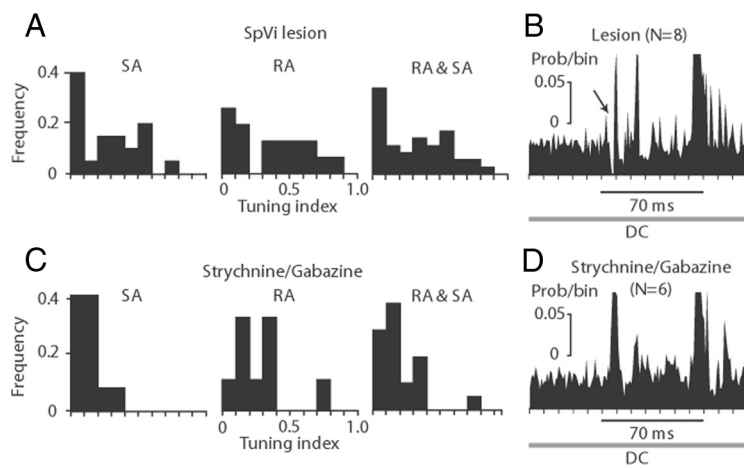 A
SpVi lesion
SA
RA
RA & SA
Frequency
0.4
0.2
0
0
0.5
1.0
Tuning index
B
Lesion (N=8)
Prob/bin
0.05
0
70 ms
DC
C
Strychnine/Gabazine
SA
RA
RA & SA
Frequency
0.4
0.2
0
0
0.5
1.0
Tuning index
D
Strychnine/Gabazine
(N=6)
Prob/bin
0.05
0
70 ms
DC